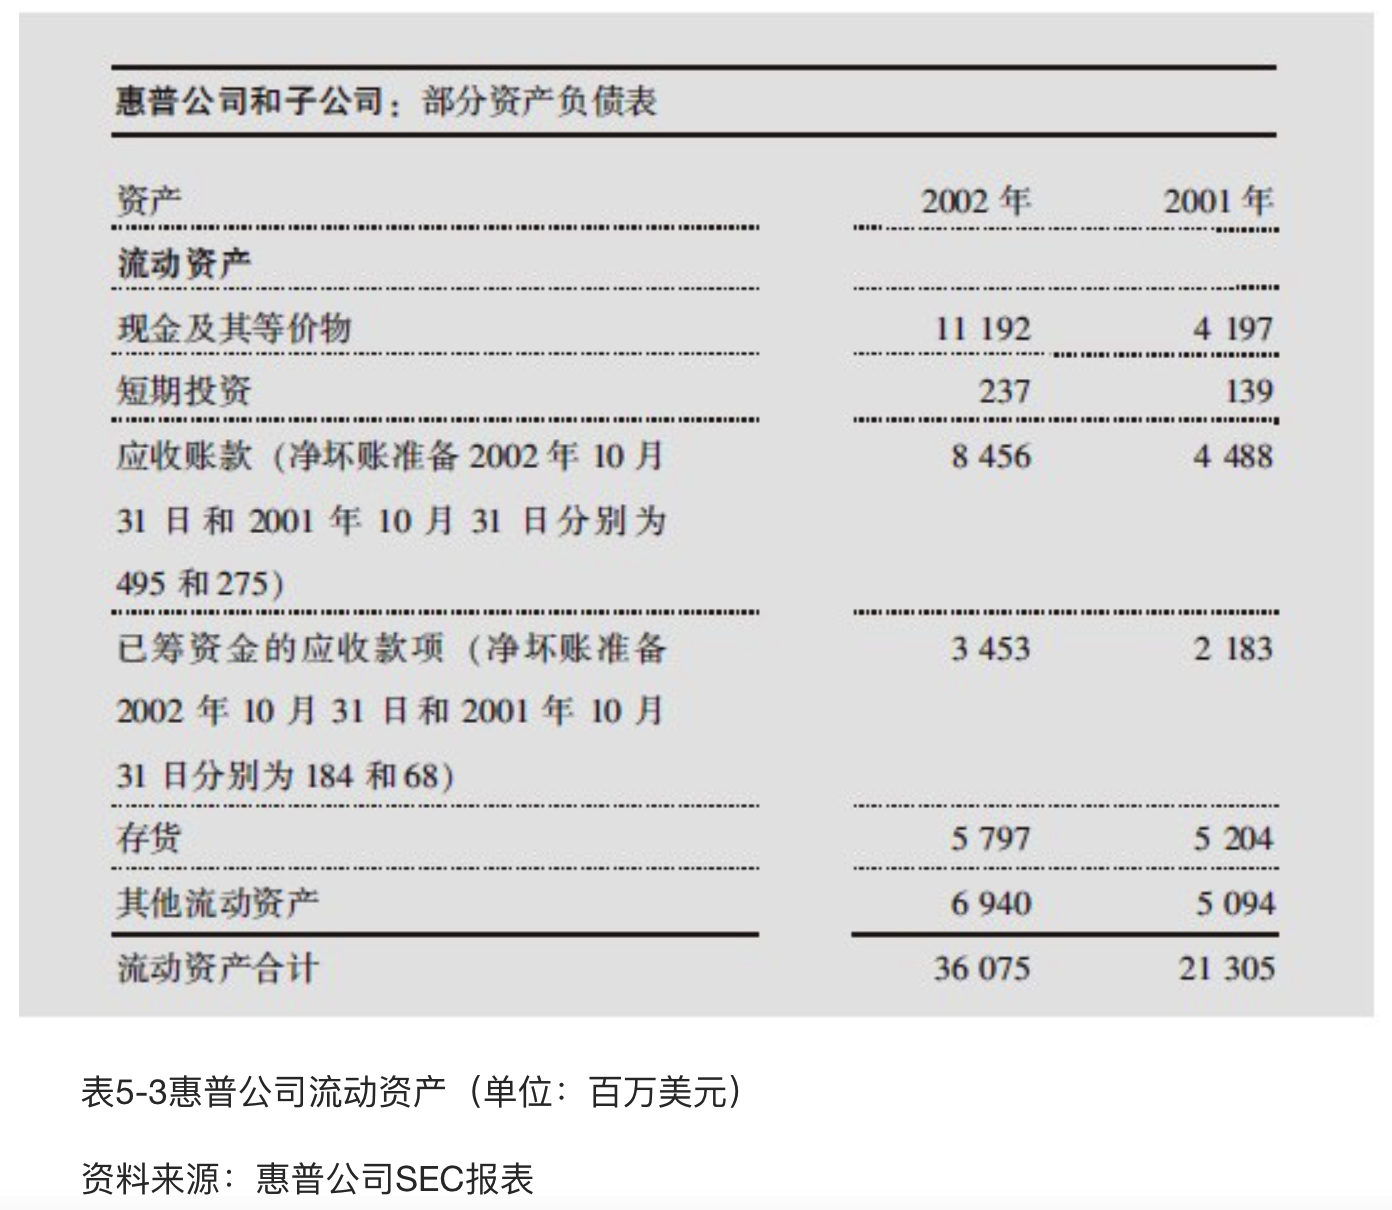 惠普公司和子公司：部分资产负债表
资产 2002 年 2001 年
流动资产
现金及其等价物 11 192 4 197
短期投资 237 139
应收账款（净坏账准备 2002 年 10 月 8 456 4 488
31 日和 2001 年 10 月 31 日分别为
495 和 275）
已筹资金的应收款项（净坏账准备 3 453 2 183
2002 年 10 月 31 日和 2001 年 10 月
31 日分别为 184 和 68）
存货 5 797 5 204
其他流动资产 6 940 5 094
流动资产合计 36 075 21 305
表5-3惠普公司流动资产（单位：百万美元）
资料来源：惠普公司SEC报表